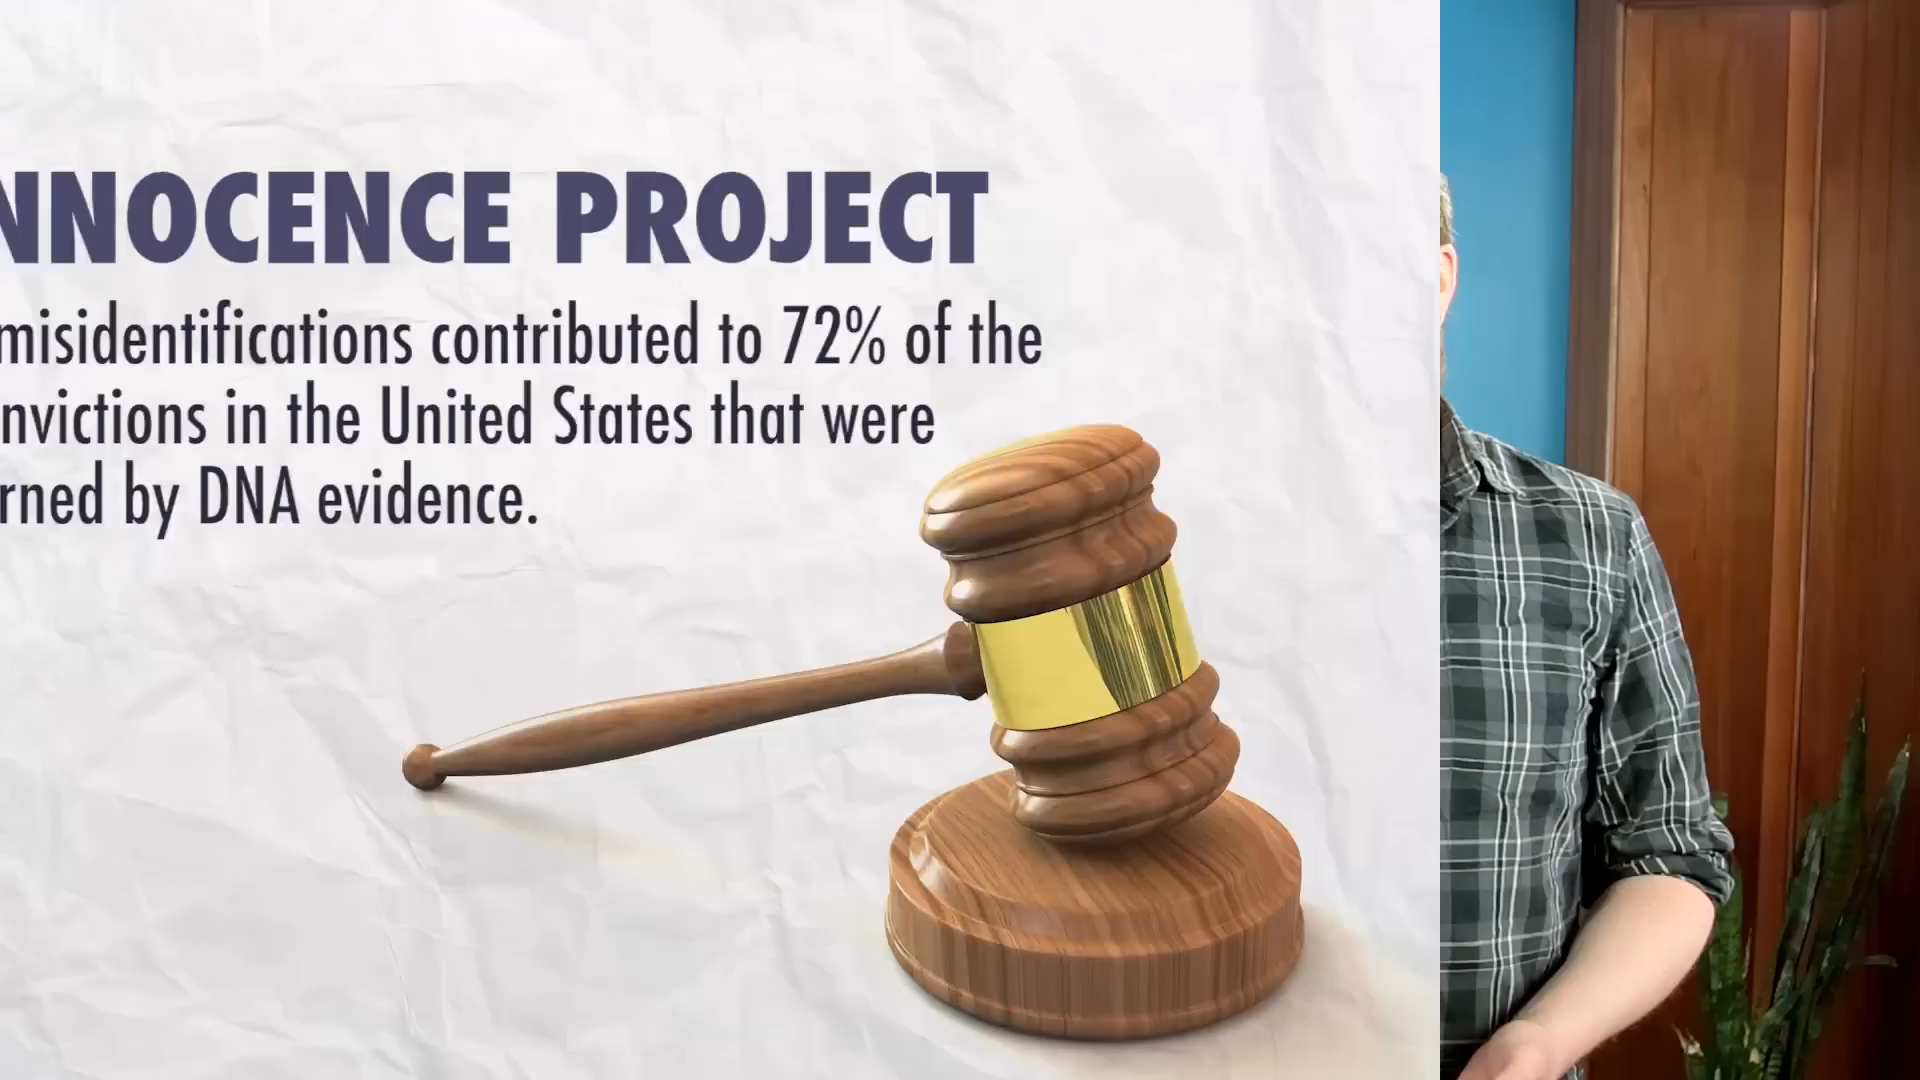 NNOCENCE PROJECT
misidentifications contributed to 72% of the
nvictions in the United States that were
rned by DNA evidence.